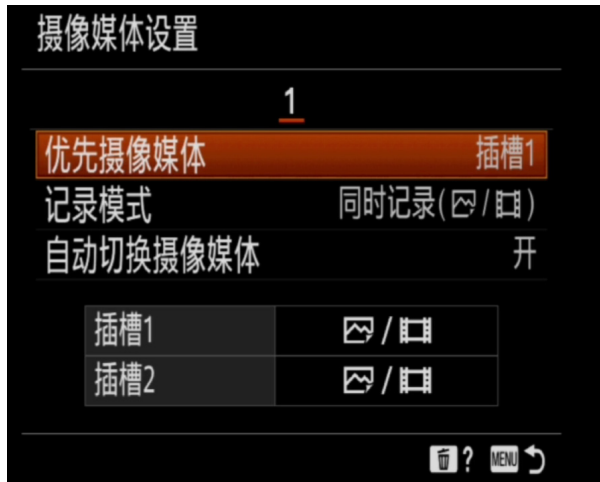 摄像媒体设置
1
优先摄像媒体 插槽1
记录模式 同时记录( / )
自动切换摄像媒体 开
插槽1 /
插槽2 /
? MENU